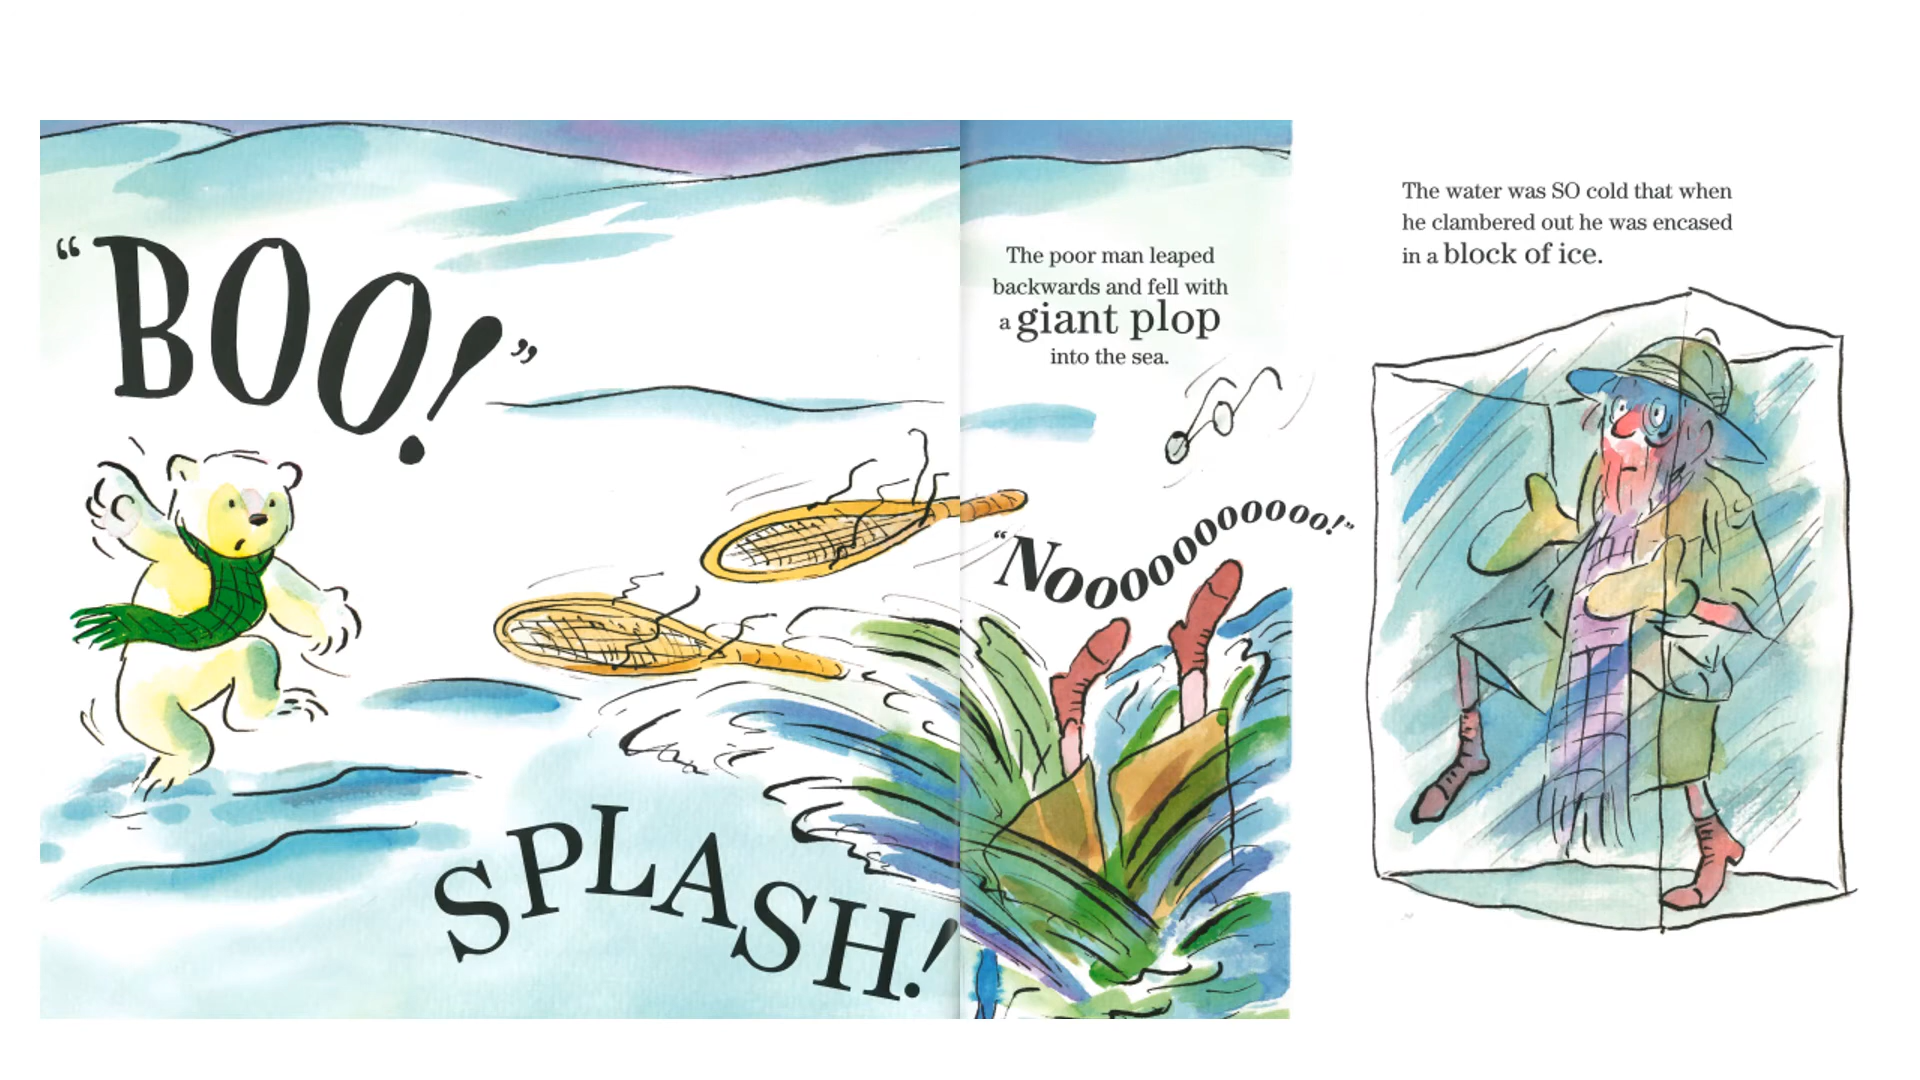 “BOO!”
SPLASH!
The poor man leaped
backwards and fell with
a giant plop
into the sea.
“Nooooooooooooo!”
The water was SO cold that when
he clambered out he was encased
in a block of ice.